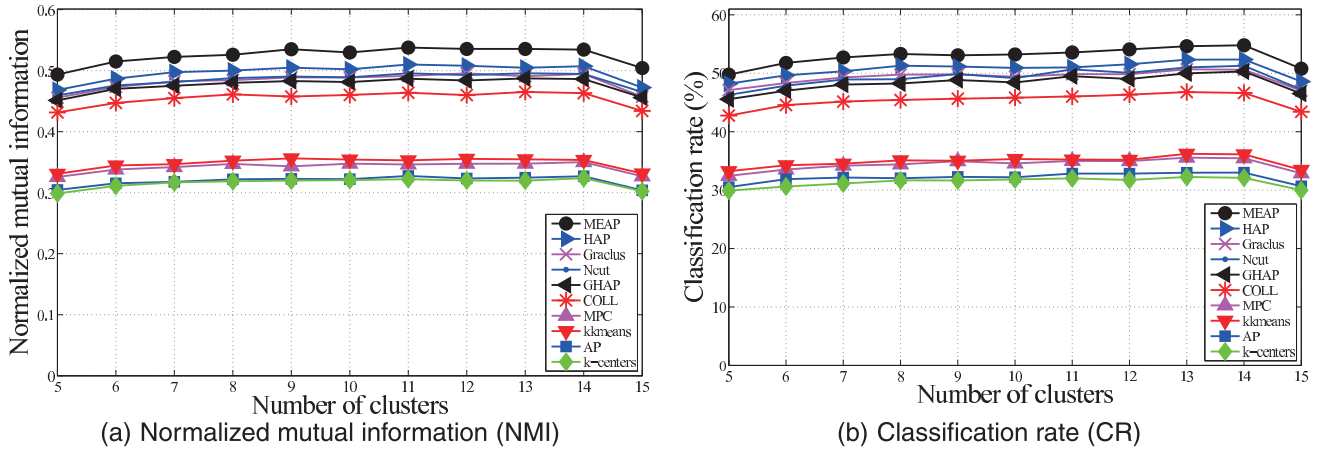 Normalized mutual information
0.6
0.5
0.4
0.3
0.2
0.1
0
5 6 7 8 9 10 11 12 13 14 15
Number of clusters
MEAP
HAP
Graclus
Ncut
GHAP
COLL
MPC
kkmeans
AP
k-centers
(a) Normalized mutual information (NMI)
Classification rate (%)
60
50
40
30
20
10
0
5 6 7 8 9 10 11 12 13 14 15
Number of clusters
MEAP
HAP
Graclus
Ncut
GHAP
COLL
MPC
kkmeans
AP
k-centers
(b) Classification rate (CR)